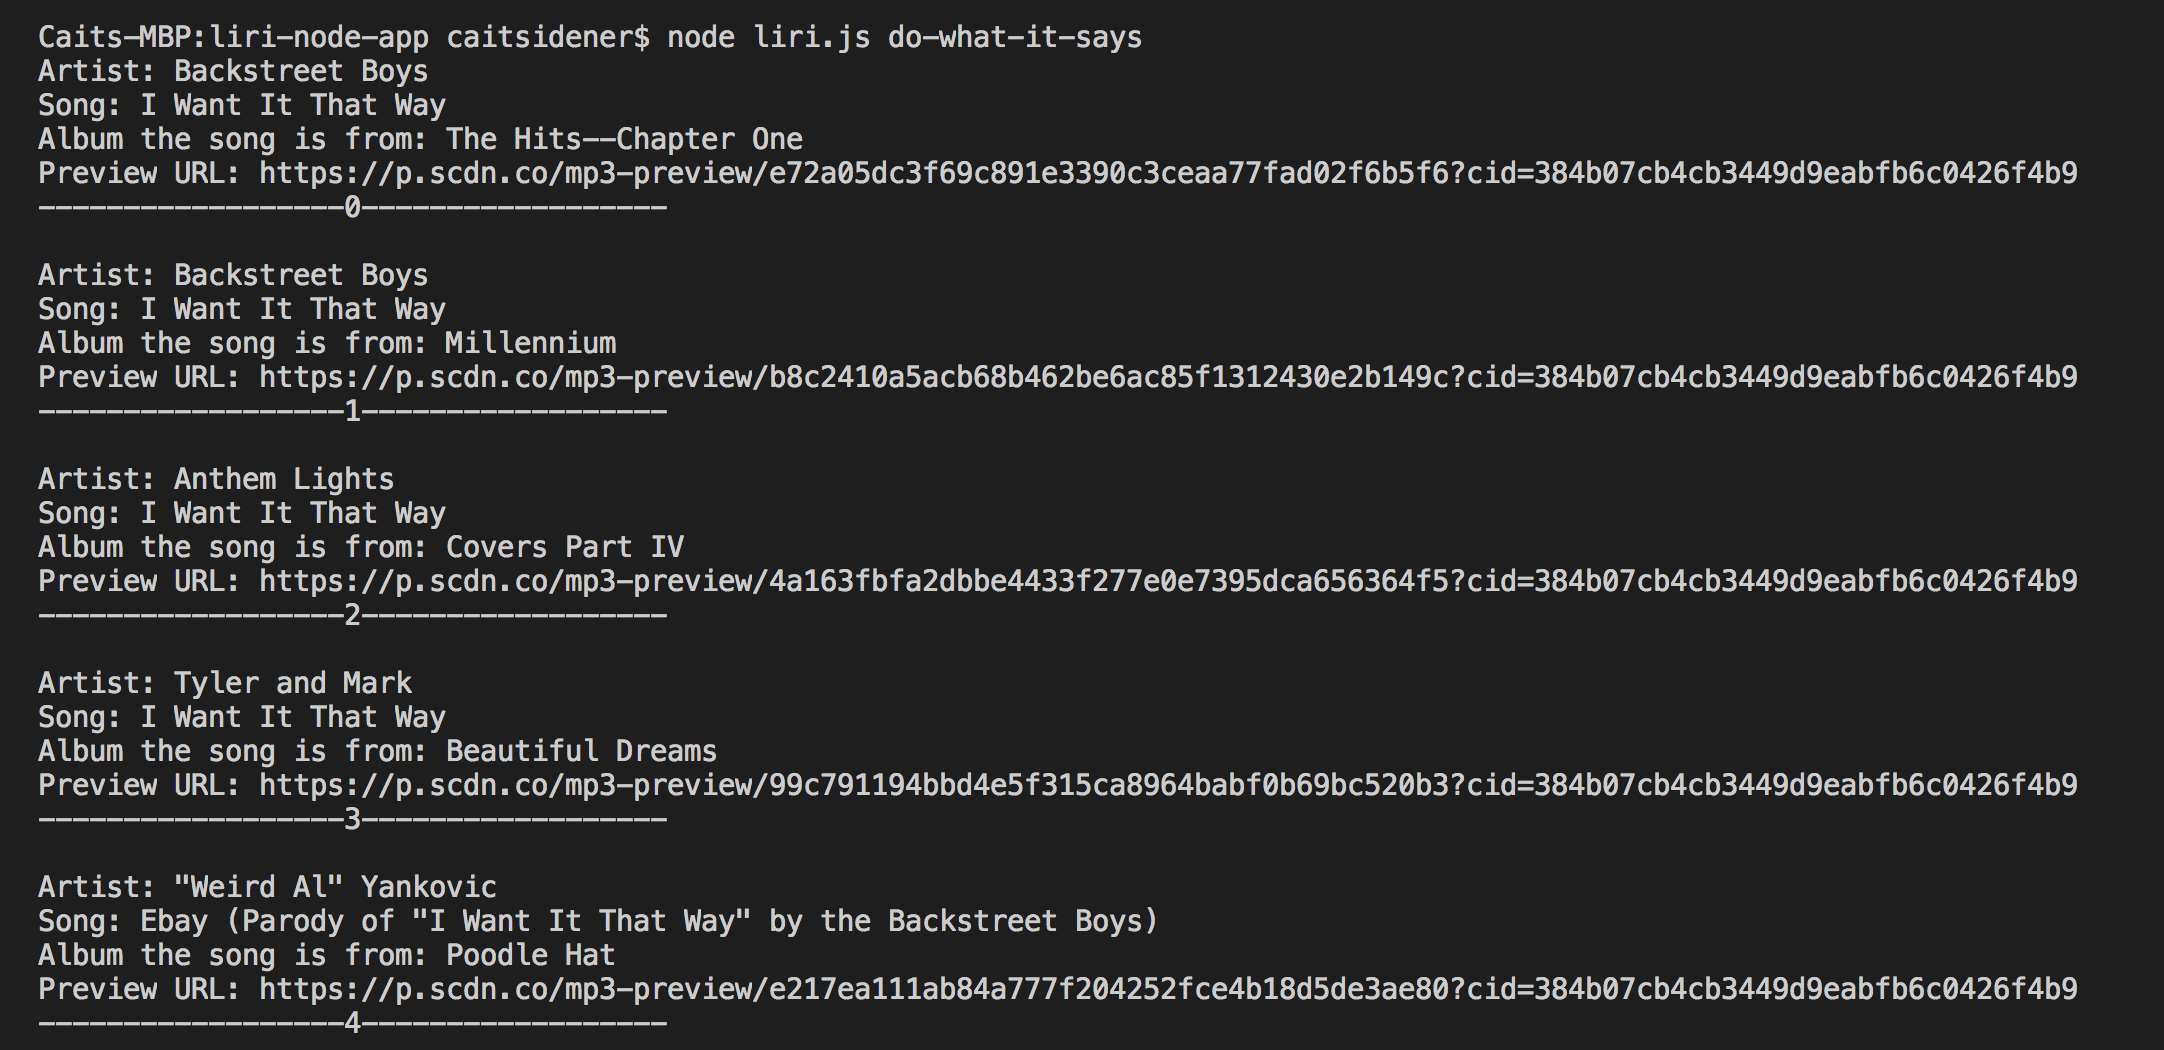 Caits-MBP:liri-node-app caitsidener$ node liri.js do-what-it-says
Artist: Backstreet Boys
Song: I Want It That Way
Album the song is from: The Hits--Chapter One
Preview URL: https://p.scdn.co/mp3-preview/e72a05dc3f69c891e3390c3ceaa77fad02f6b5f6?cid=384b07cb4cb3449d9eabfb6c0426f4b9
------------------0------------------
Artist: Backstreet Boys
Song: I Want It That Way
Album the song is from: Millennium
Preview URL: https://p.scdn.co/mp3-preview/b8c2410a5acb68b462be6ac85f1312430e2b149c?cid=384b07cb4cb3449d9eabfb6c0426f4b9
------------------1------------------
Artist: Anthem Lights
Song: I Want It That Way
Album the song is from: Covers Part IV
Preview URL: https://p.scdn.co/mp3-preview/4a163fbfa2dbbe4433f277e0e7395dca656364f5?cid=384b07cb4cb3449d9eabfb6c0426f4b9
------------------2------------------
Artist: Tyler and Mark
Song: I Want It That Way
Album the song is from: Beautiful Dreams
Preview URL: https://p.scdn.co/mp3-preview/99c791194bbd4e5f315ca8964babf0b69bc520b3?cid=384b07cb4cb3449d9eabfb6c0426f4b9
------------------3------------------
Artist: "Weird Al" Yankovic
Song: Ebay (Parody of "I Want It That Way" by the Backstreet Boys)
Album the song is from: Poodle Hat
Preview URL: https://p.scdn.co/mp3-preview/e217ea111ab84a777f204252fce4b18d5de3ae80?cid=384b07cb4cb3449d9eabfb6c0426f4b9
------------------4------------------